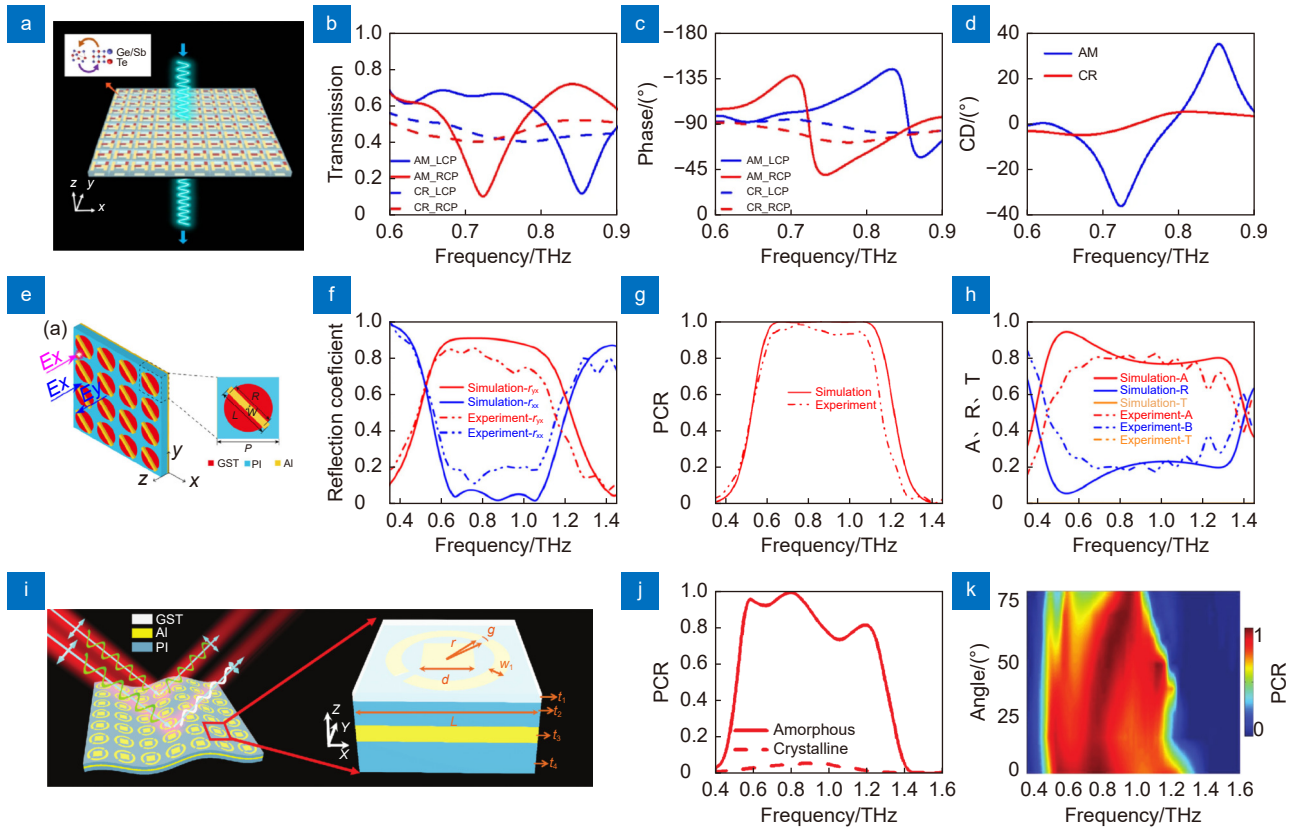 a
Ge/Sb
Te
z
y
x
b
Transmission
1
0.8
0.6
0.4
0.2
0
AM_LCP
AM_RCP
CR_LCP
CR_RCP
0.6
0.7
0.8
0.9
Frequency/THz
c
Phase/(°)
−180
−135
−90
−45
0
AM_LCP
AM_RCP
CR_LCP
CR_RCP
0.6
0.7
0.8
0.9
Frequency/THz
d
CD/(°)
40
20
0
−20
−40
AM
CR
0.6
0.7
0.8
0.9
Frequency/THz
e
(a)
Ex
Ex
Ey
R
L
W
P
y
z
x
GST PI Al
f
Reflection coeificient
1.0
0.8
0.6
0.4
0.2
0
Simulation-ryx
Simulation-rxx
Experiment-ryx
Experiment-rxx
0.4 0.6 0.8 1.0 1.2 1.4
Frequency/THz
g
PCR
1.0
0.8
0.6
0.4
0.2
0
Simulation
Experiment
0.4 0.6 0.8 1.0 1.2 1.4
Frequency/THz
h
A、R、T
1.0
0.8
0.6
0.4
0.2
0
Simulation-A
Simulation-R
Simulation-T
Experiment-A
Experiment-B
Experiment-T
0.4 0.6 0.8 1.0 1.2 1.4
Frequency/THz
i
GST
Al
PI
r
g
w1
d
L
t1
t2
t3
t4
Z
Y
X
j
PCR
1.0
0.8
0.6
0.4
0.2
0
Amorphous
Crystalline
0.4 0.6 0.8 1.0 1.2 1.4 1.6
Frequency/THz
k
Angle/(°)
75
50
25
0
0.4 0.6 0.8 1.0 1.2 1.4 1.6
Frequency/THz
1
0
PCR